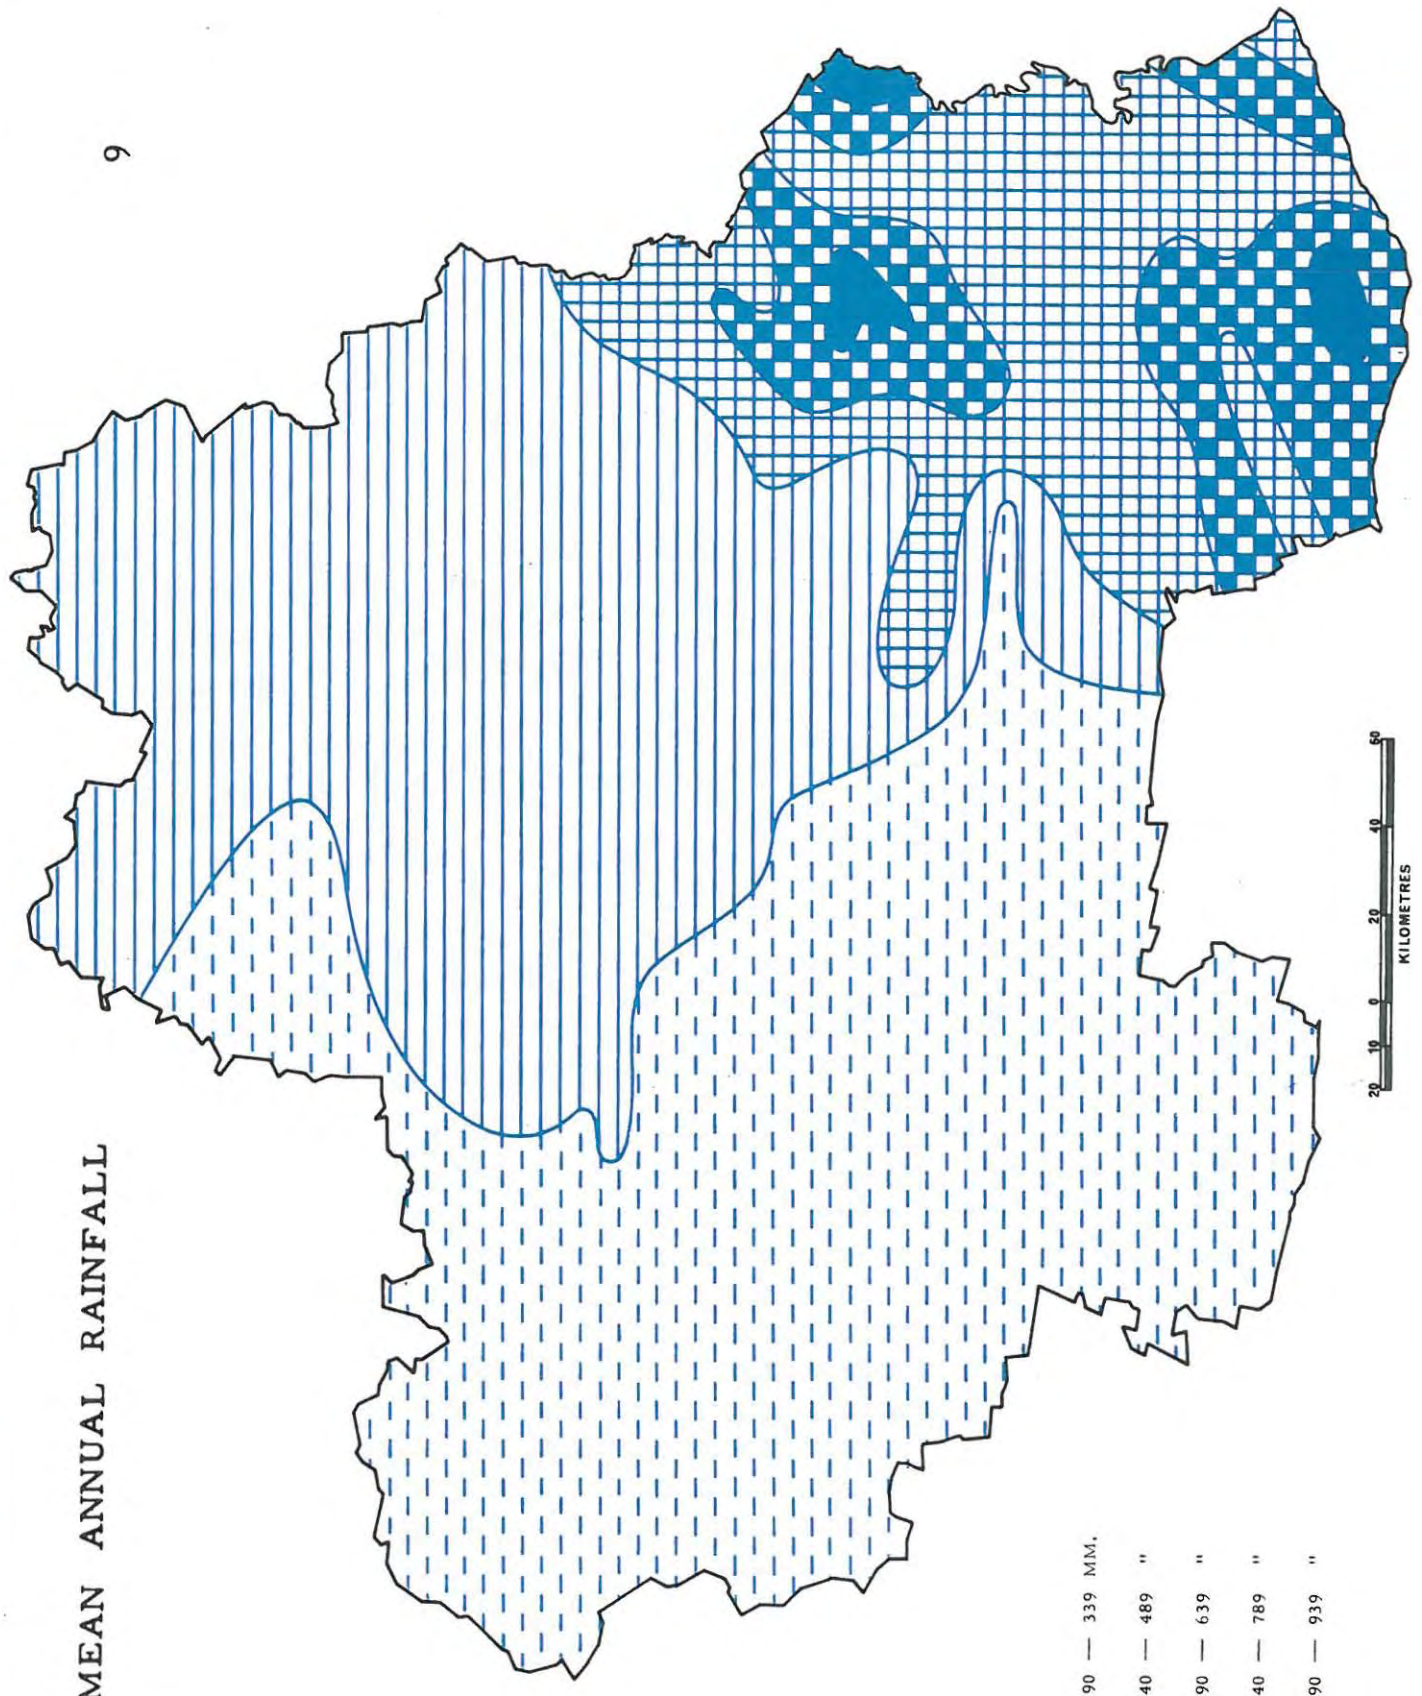 MEAN ANNUAL RAINFALL
9
90 — 339 MM.
40 — 489 "
90 — 639 "
40 — 789 "
90 — 939 "
20 10 0 20 40 60
KILOMETRES